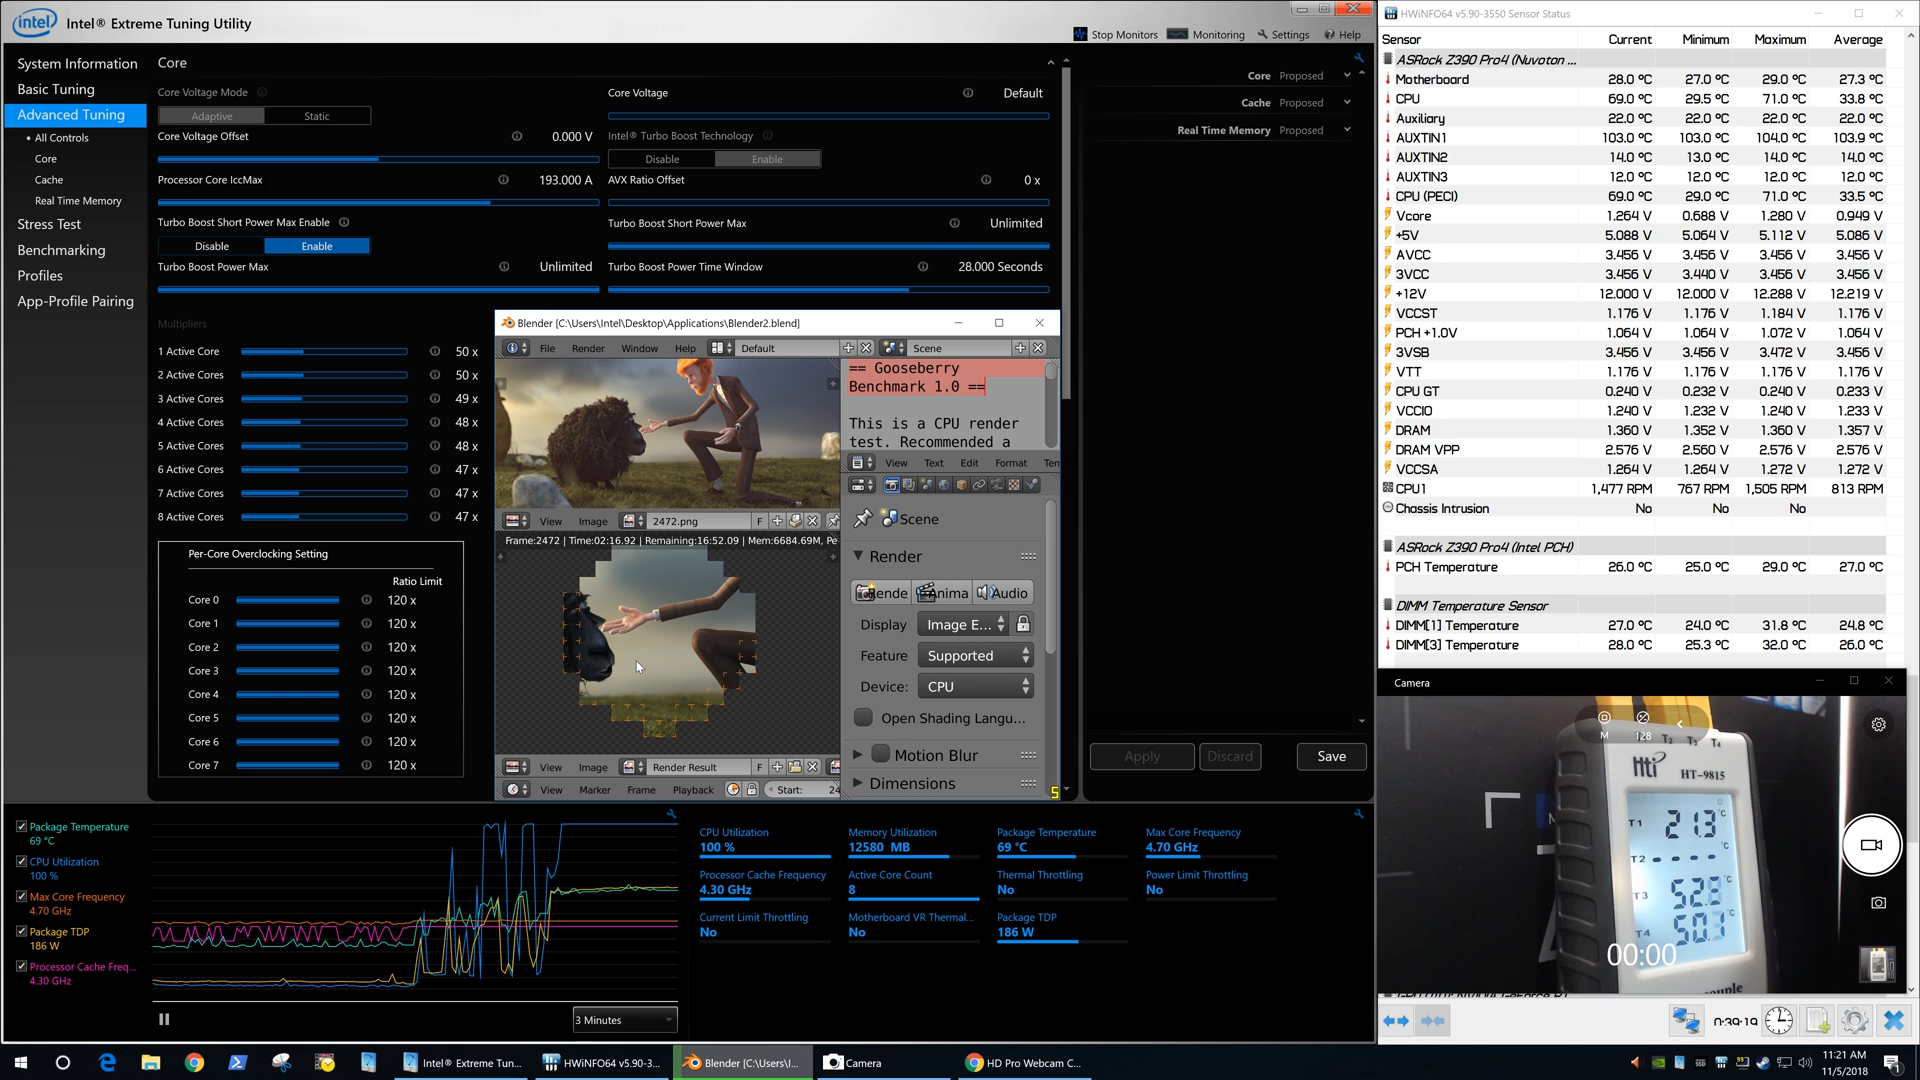 intel
Intel® Extreme Tuning Utility
Stop Monitors
Monitoring
Settings
Help
System Information
Basic Tuning
Advanced Tuning
• All Controls
Core
Cache
Real Time Memory
Stress Test
Benchmarking
Profiles
App-Profile Pairing
Core
Core Voltage Mode
Adaptive Static
Core Voltage Offset 0.000 V
Processor Core IccMax 193.000 A
Turbo Boost Short Power Max Enable
Disable Enable
Turbo Boost Power Max Unlimited
Core Voltage Default
Intel® Turbo Boost Technology
Disable Enable
AVX Ratio Offset 0 x
Turbo Boost Short Power Max Unlimited
Turbo Boost Power Time Window 28.000 Seconds
Multipliers
1 Active Core 50 x
2 Active Cores 50 x
3 Active Cores 49 x
4 Active Cores 48 x
5 Active Cores 48 x
6 Active Cores 47 x
7 Active Cores 47 x
8 Active Cores 47 x
Per-Core Overclocking Setting
Ratio Limit
Core 0 120 x
Core 1 120 x
Core 2 120 x
Core 3 120 x
Core 4 120 x
Core 5 120 x
Core 6 120 x
Core 7 120 x
Core Proposed
Cache Proposed
Real Time Memory Proposed
Apply Discard Save
Blender [C:\Users\Intel\Desktop\Applications\Blender2.blend]
File Render Window Help Default Scene
== Gooseberry
Benchmark 1.0 ==
This is a CPU render
test. Recommended a
View Text Edit Format Tem
View Image 2472.png F
Frame:2472 | Time:02:16.92 | Remaining:16:52.09 | Mem:6684.69M, Pe
Scene
Render
Rende Anima Audio
Display Image E...
Feature Supported
Device: CPU
Open Shading Langu...
Motion Blur
Dimensions
View Image Render Result F
View Marker Frame Playback Start: 24
5
Package Temperature
69 °C
CPU Utilization
100 %
Max Core Frequency
4.70 GHz
Package TDP
186 W
Processor Cache Freq...
4.30 GHz
3 Minutes
CPU Utilization
100 %
Memory Utilization
12580 MB
Package Temperature
69 °C
Max Core Frequency
4.70 GHz
Processor Cache Frequency
4.30 GHz
Active Core Count
8
Thermal Throttling
No
Power Limit Throttling
No
Current Limit Throttling
No
Motherboard VR Thermal...
No
Package TDP
186 W
HWiNFO64 v5.90-3550 Sensor Status
Sensor Current Minimum Maximum Average
ASRock Z390 Pro4 (Nuvoton ...
Motherboard 28.0 °C 27.0 °C 29.0 °C 27.3 °C
CPU 69.0 °C 29.5 °C 71.0 °C 33.8 °C
Auxiliary 22.0 °C 22.0 °C 22.0 °C 22.0 °C
AUXTIN1 103.0 °C 103.0 °C 104.0 °C 103.9 °C
AUXTIN2 14.0 °C 13.0 °C 14.0 °C 14.0 °C
AUXTIN3 12.0 °C 12.0 °C 12.0 °C 12.0 °C
CPU (PECI) 69.0 °C 29.0 °C 71.0 °C 33.5 °C
Vcore 1.264 V 0.688 V 1.280 V 0.949 V
+5V 5.088 V 5.064 V 5.112 V 5.086 V
AVCC 3.456 V 3.456 V 3.456 V 3.456 V
3VCC 3.456 V 3.440 V 3.456 V 3.456 V
+12V 12.000 V 12.000 V 12.288 V 12.219 V
VCCST 1.176 V 1.176 V 1.184 V 1.176 V
PCH +1.0V 1.064 V 1.064 V 1.072 V 1.064 V
3VSB 3.456 V 3.456 V 3.472 V 3.456 V
VTT 1.176 V 1.176 V 1.176 V 1.176 V
CPU GT 0.240 V 0.232 V 0.240 V 0.233 V
VCCIO 1.240 V 1.232 V 1.240 V 1.233 V
DRAM 1.360 V 1.352 V 1.360 V 1.357 V
DRAM VPP 2.576 V 2.560 V 2.576 V 2.576 V
VCCSA 1.264 V 1.264 V 1.272 V 1.272 V
CPU1 1,477 RPM 767 RPM 1,505 RPM 813 RPM
Chassis Intrusion No No No
ASRock Z390 Pro4 (Intel PCH)
PCH Temperature 26.0 °C 25.0 °C 29.0 °C 27.0 °C
DIMM Temperature Sensor
DIMM[1] Temperature 27.0 °C 24.0 °C 31.8 °C 24.8 °C
DIMM[3] Temperature 28.0 °C 25.3 °C 32.0 °C 26.0 °C
Camera
M 128
T2 T3 T4
Hti HT-9815
T1 21.3 °C
T2 ---- °C
T3 52.8 °C
T4 50.1
00:00
0:39:19
Intel® Extreme Tun...
HWiNFO64 v5.90-3...
Blender [C:\Users\I...
Camera
HD Pro Webcam C...
11:21 AM
11/5/2018